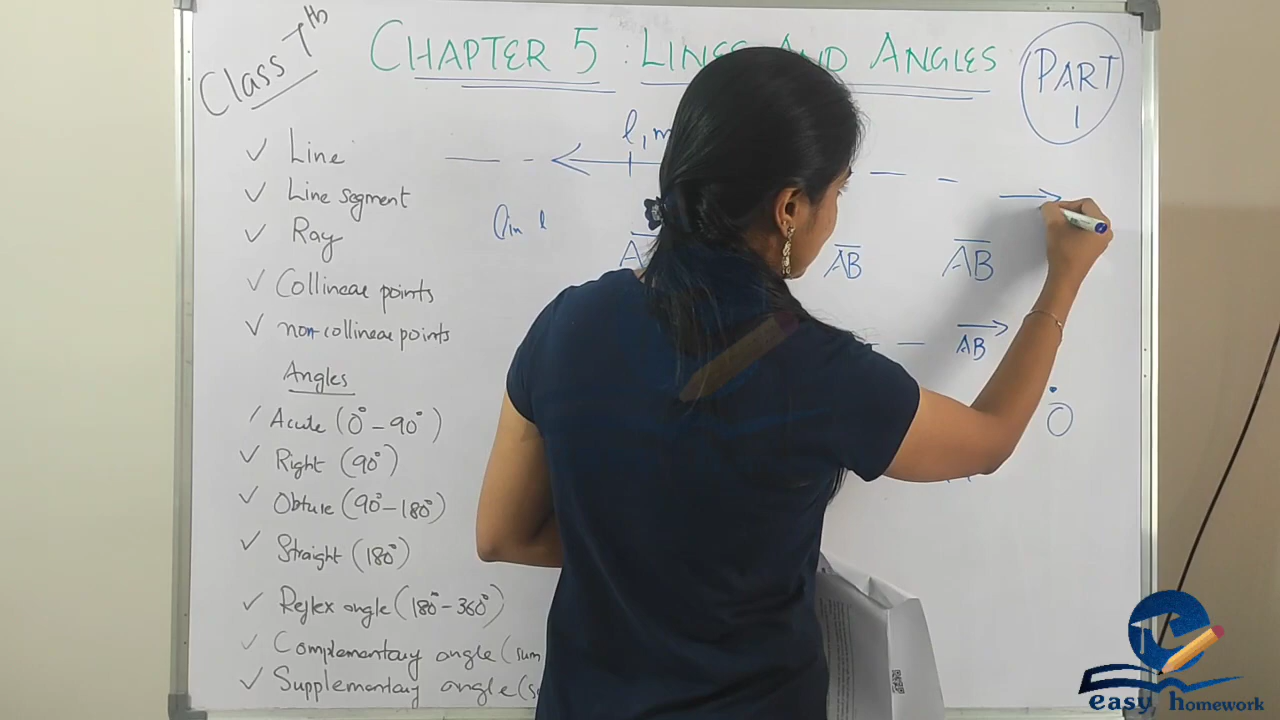 Class 7th
CHAPTER 5 : LINES AND ANGLES
PART 1
✓ Line
✓ Line segment
✓ Ray
✓ Collinear points
✓ non-collinear points
Angles
Acute (0° – 90°)
✓ Right (90°)
✓ Obtuse (90° – 180°)
✓ Straight (180°)
✓ Reflex angle (180° – 360°)
✓ Complementary angle (sum
✓ Supplementary angle (s
l, m
A
AB
AB
AB
O
easy homework